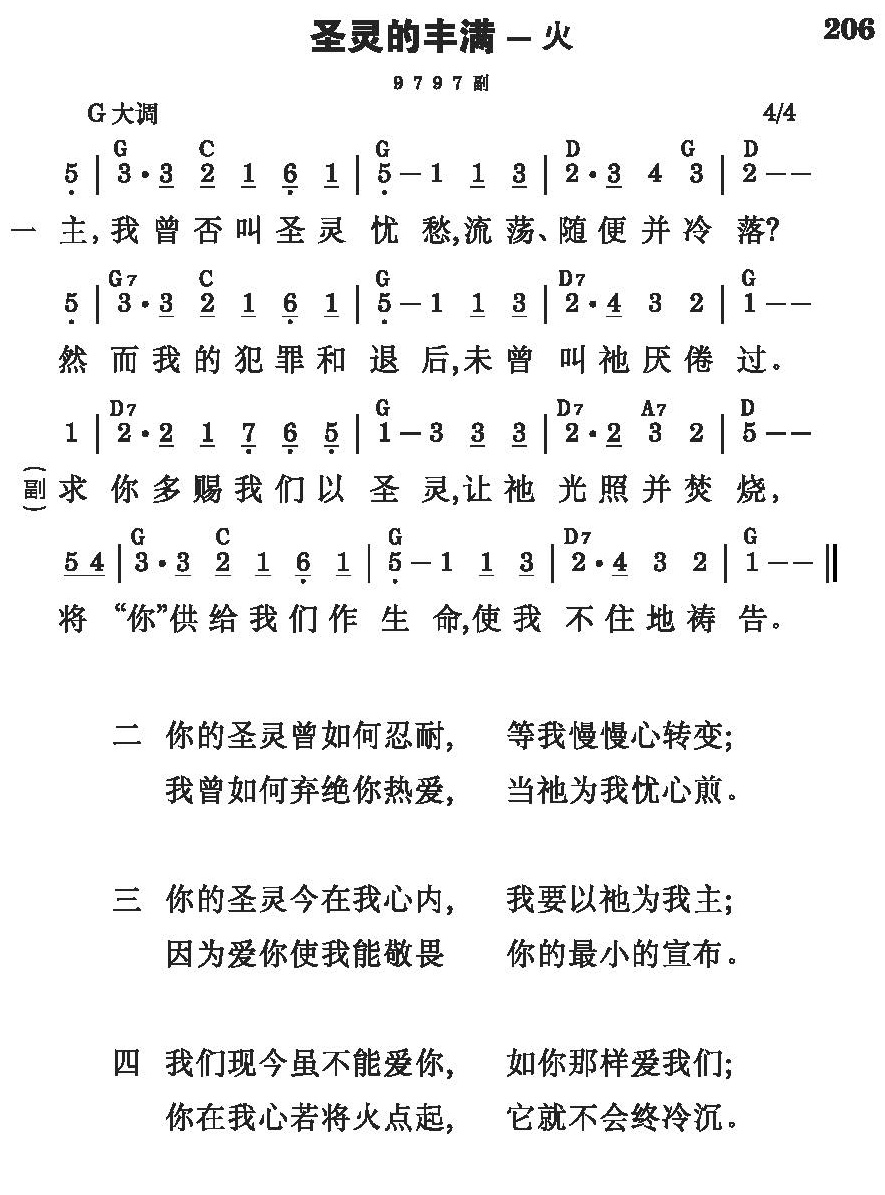 圣灵的丰满 — 火 206
9 7 9 7 副
G 大调 4/4
G C G D G D
5 | 3 · 3 2 1 6 1 | 5 — 1 1 3 | 2 · 3 4 3 | 2 — —
一 主, 我曾否叫圣灵忧愁, 流荡、随便并冷落?
G7 C G D7 G
5 | 3 · 3 2 1 6 1 | 5 — 1 1 3 | 2 · 4 3 2 | 1 — —
然而我的犯罪和退后, 未曾叫祂厌倦过。
D7 G D7 A7 D
1 | 2 · 2 1 7 6 5 | 1 — 3 3 3 | 2 · 2 3 2 | 5 — —
(副) 求你多赐我们以圣灵, 让祂光照并焚烧,
G C G D7 G
5 4 | 3 · 3 2 1 6 1 | 5 — 1 1 3 | 2 · 4 3 2 | 1 — — ‖
将“你”供给我们作生命, 使我不住地祷告。
二 你的圣灵曾如何忍耐, 等我慢慢心转变;
我曾如何弃绝你热爱, 当祂为我忧心煎。
三 你的圣灵今在我心内, 我要以祂为我主;
因为爱你使我能敬畏 你的最小的宣布。
四 我们现今虽不能爱你, 如你那样爱我们;
你在我心若将火点起, 它就不会终冷沉。